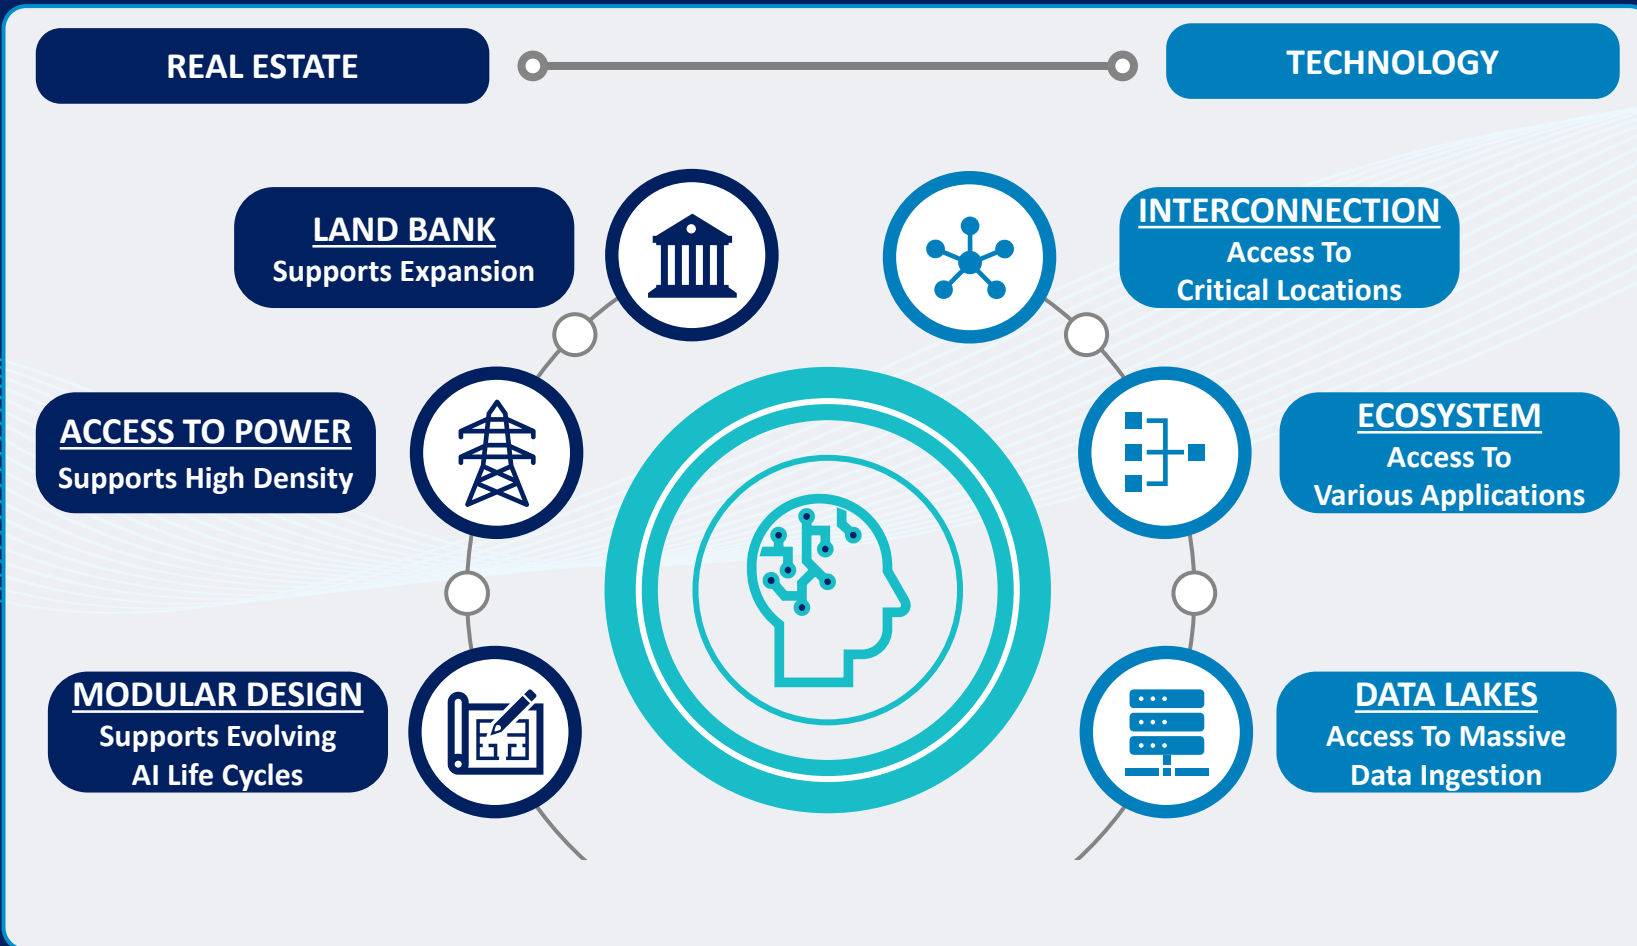 REAL ESTATE
TECHNOLOGY
LAND BANK
Supports Expansion
INTERCONNECTION
Access To
Critical Locations
ACCESS TO POWER
Supports High Density
ECOSYSTEM
Access To
Various Applications
MODULAR DESIGN
Supports Evolving
AI Life Cycles
DATA LAKES
Access To Massive
Data Ingestion